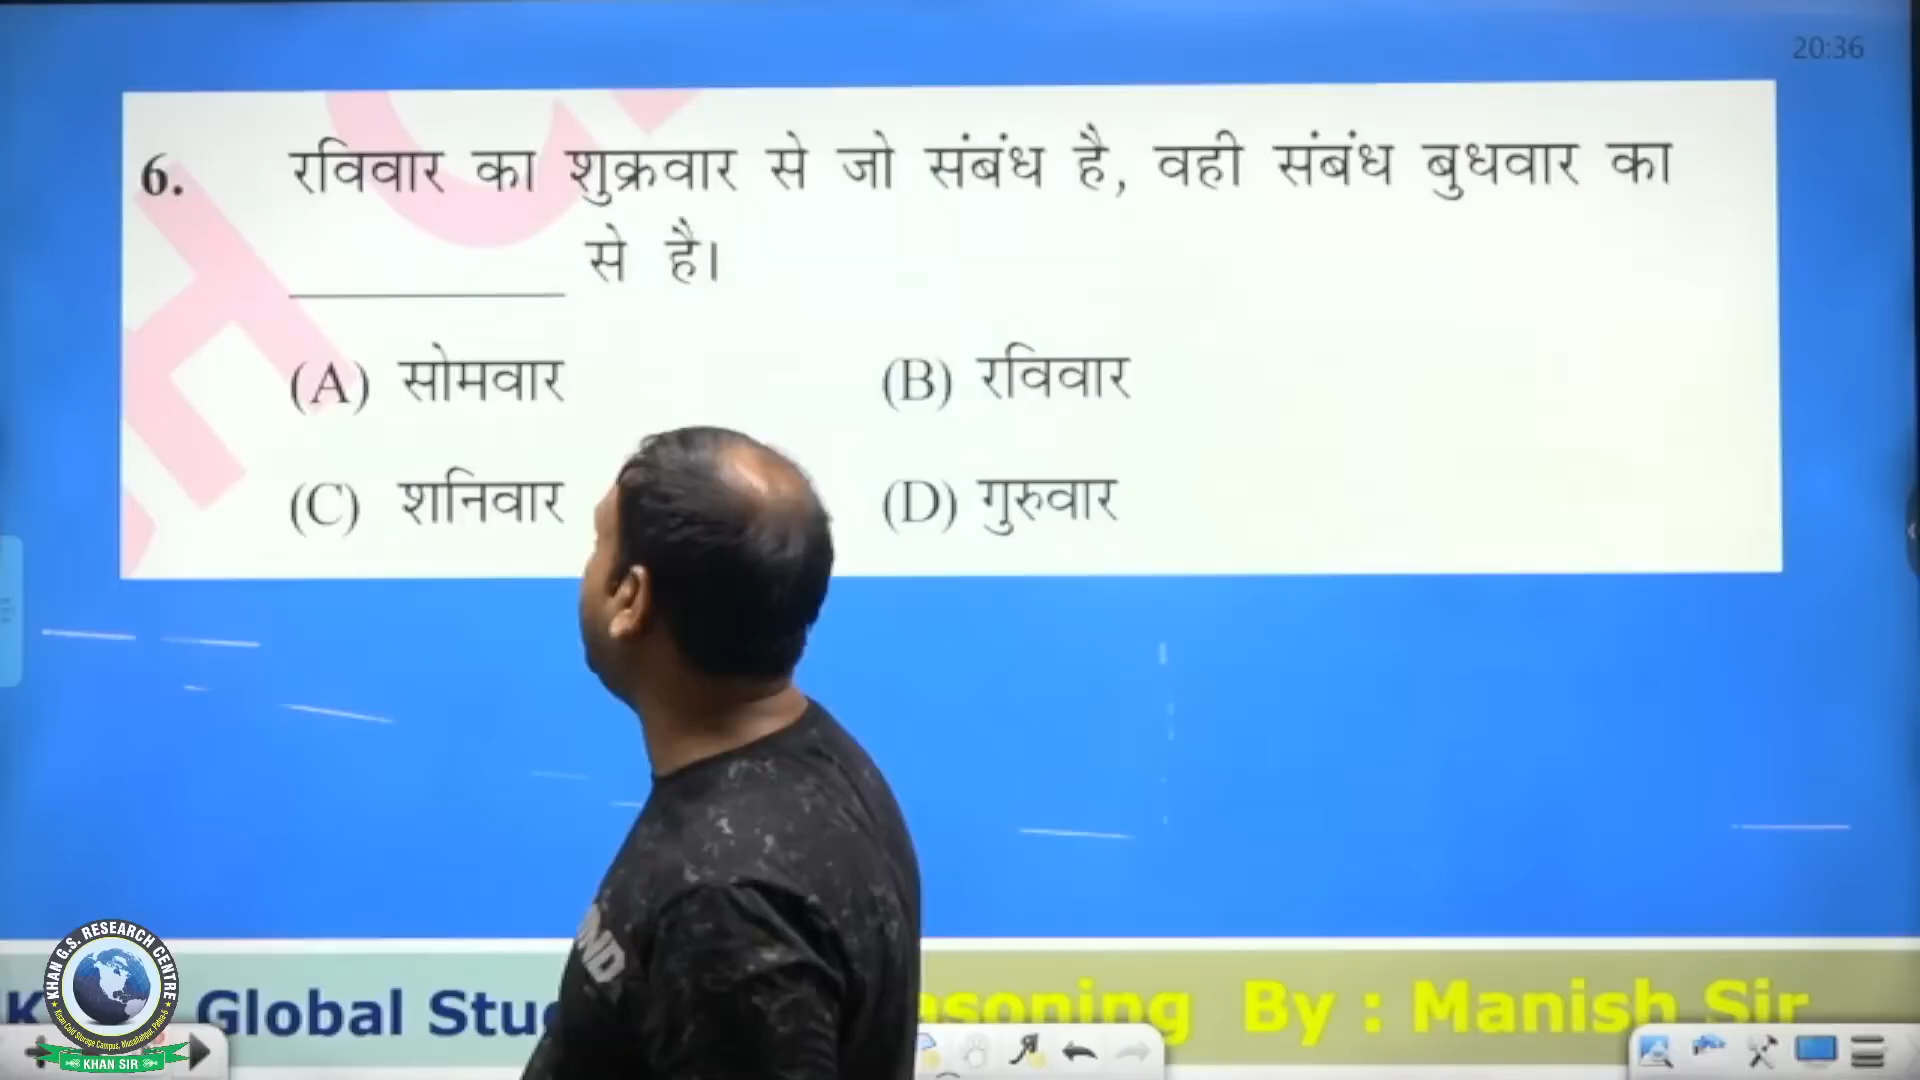 20:36
6. रविवार का शुक्रवार से जो संबंध है, वही संबंध बुधवार का
____________ से है।
(A) सोमवार (B) रविवार
(C) शनिवार (D) गुरुवार
KHAN G.S. RESEARCH CENTRE
KHAN SIR
Global By : Manish Sir